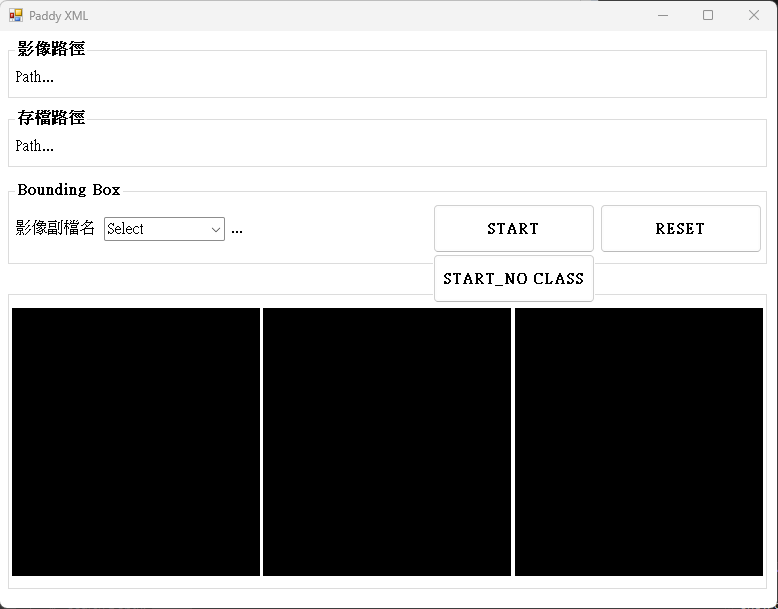 Paddy XML
影像路徑
Path...
存檔路徑
Path...
Bounding Box
影像副檔名 Select ... START RESET
START_NO CLASS